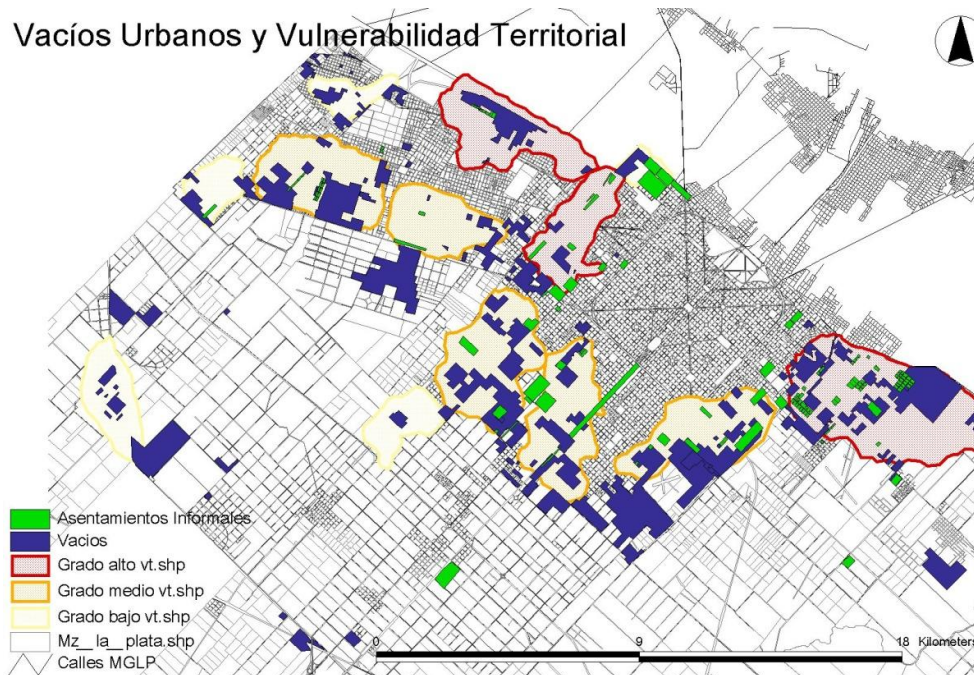 Vacíos Urbanos y Vulnerabilidad Territorial
Asentamientos Informales
Vacios
Grado alto vt.shp
Grado medio vt.shp
Grado bajo vt.shp
Mz__la__plata.shp
Calles MGLP
0 9 18 Kilometers